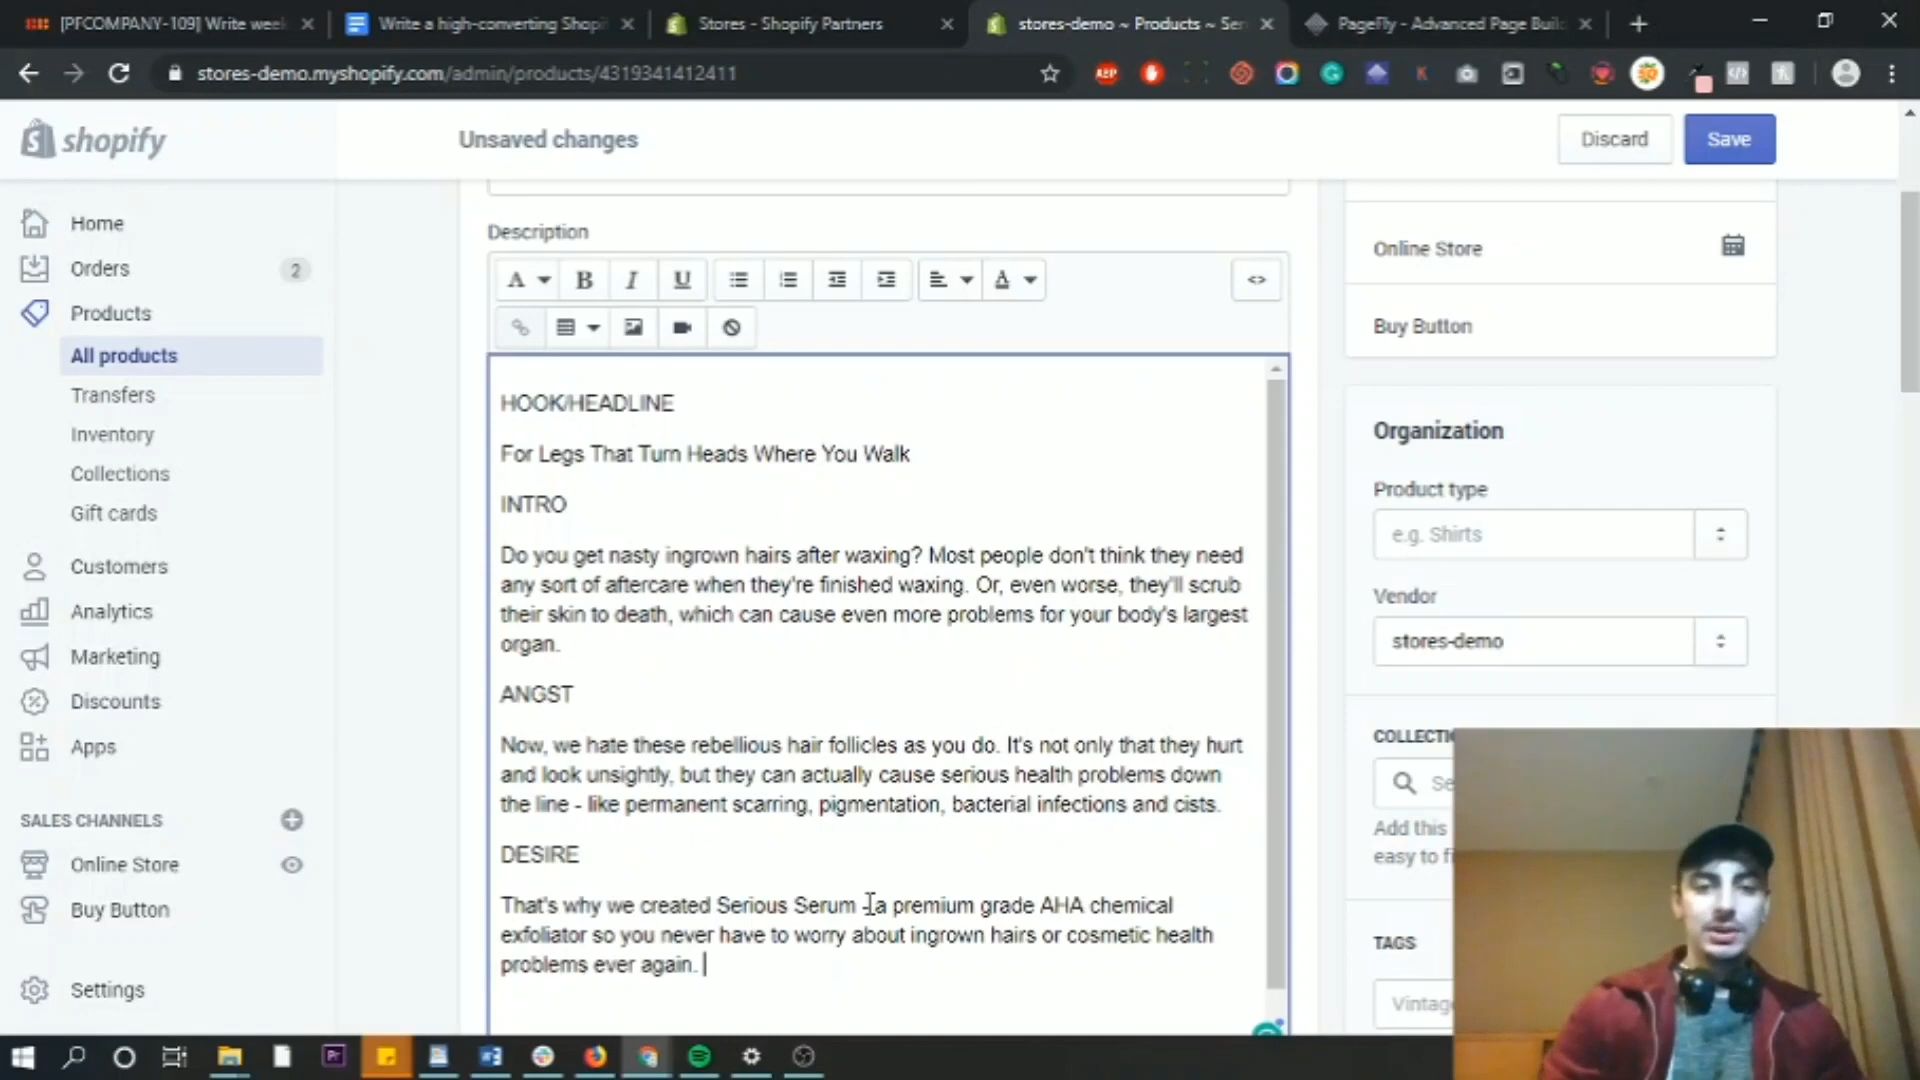 [PFCOMPANY-109] Write wee
Write a high-converting Shopi
Stores - Shopify Partners
stores-demo ~ Products ~ Ser
PageFly - Advanced Page Buil
stores-demo.myshopify.com/admin/products/4319341412411
ABP
shopify
Unsaved changes
Discard
Save
Home
Orders
2
Products
All products
Transfers
Inventory
Collections
Gift cards
Customers
Analytics
Marketing
Discounts
Apps
SALES CHANNELS
Online Store
Buy Button
Settings
Description
A
B
I
U
A
<>
HOOK/HEADLINE
For Legs That Turn Heads Where You Walk
INTRO
Do you get nasty ingrown hairs after waxing? Most people don't think they need
any sort of aftercare when they're finished waxing. Or, even worse, they'll scrub
their skin to death, which can cause even more problems for your body's largest
organ.
ANGST
Now, we hate these rebellious hair follicles as you do. It's not only that they hurt
and look unsightly, but they can actually cause serious health problems down
the line - like permanent scarring, pigmentation, bacterial infections and cists.
DESIRE
That's why we created Serious Serum - a premium grade AHA chemical
exfoliator so you never have to worry about ingrown hairs or cosmetic health
problems ever again.
Online Store
Buy Button
Organization
Product type
e.g. Shirts
Vendor
stores-demo
COLLECTI
Se
Add this
easy to fi
TAGS
Vintag
Pr